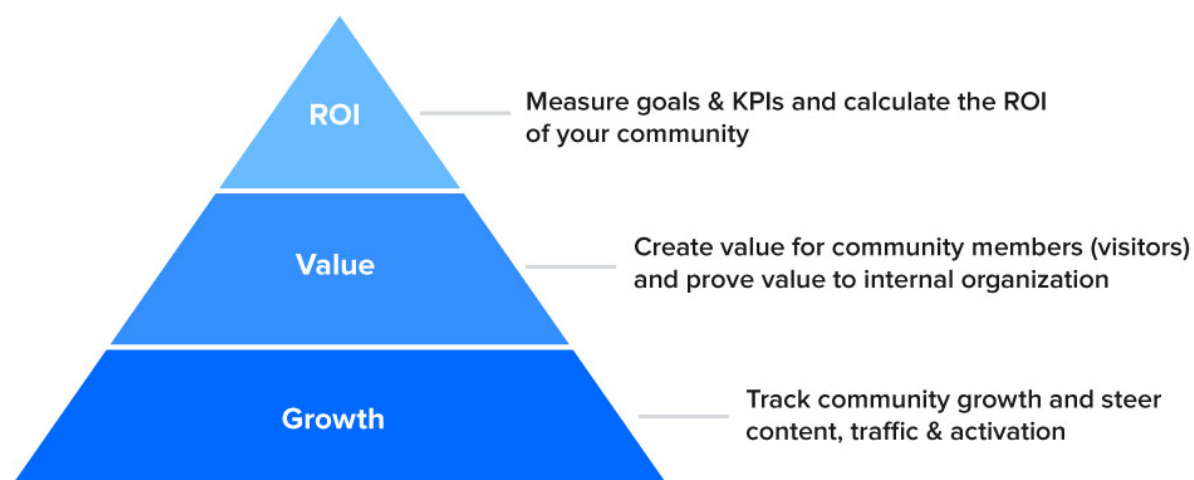 ROI
Measure goals & KPIs and calculate the ROI
of your community
Value
Create value for community members (visitors)
and prove value to internal organization
Growth
Track community growth and steer
content, traffic & activation